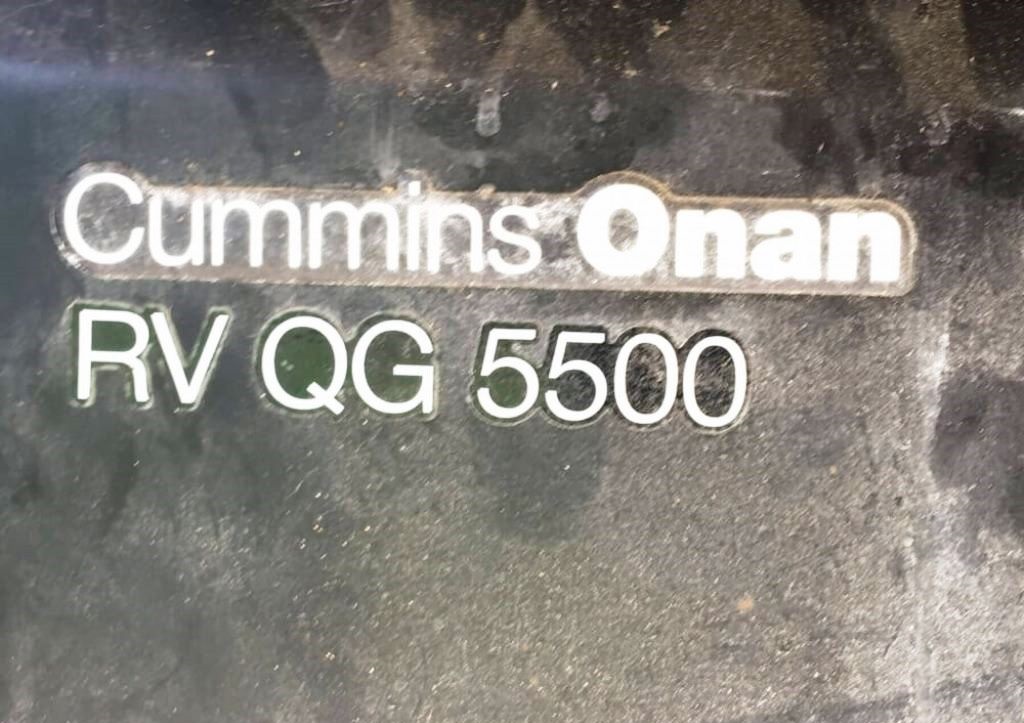 Cummins Onan
RV QG 5500